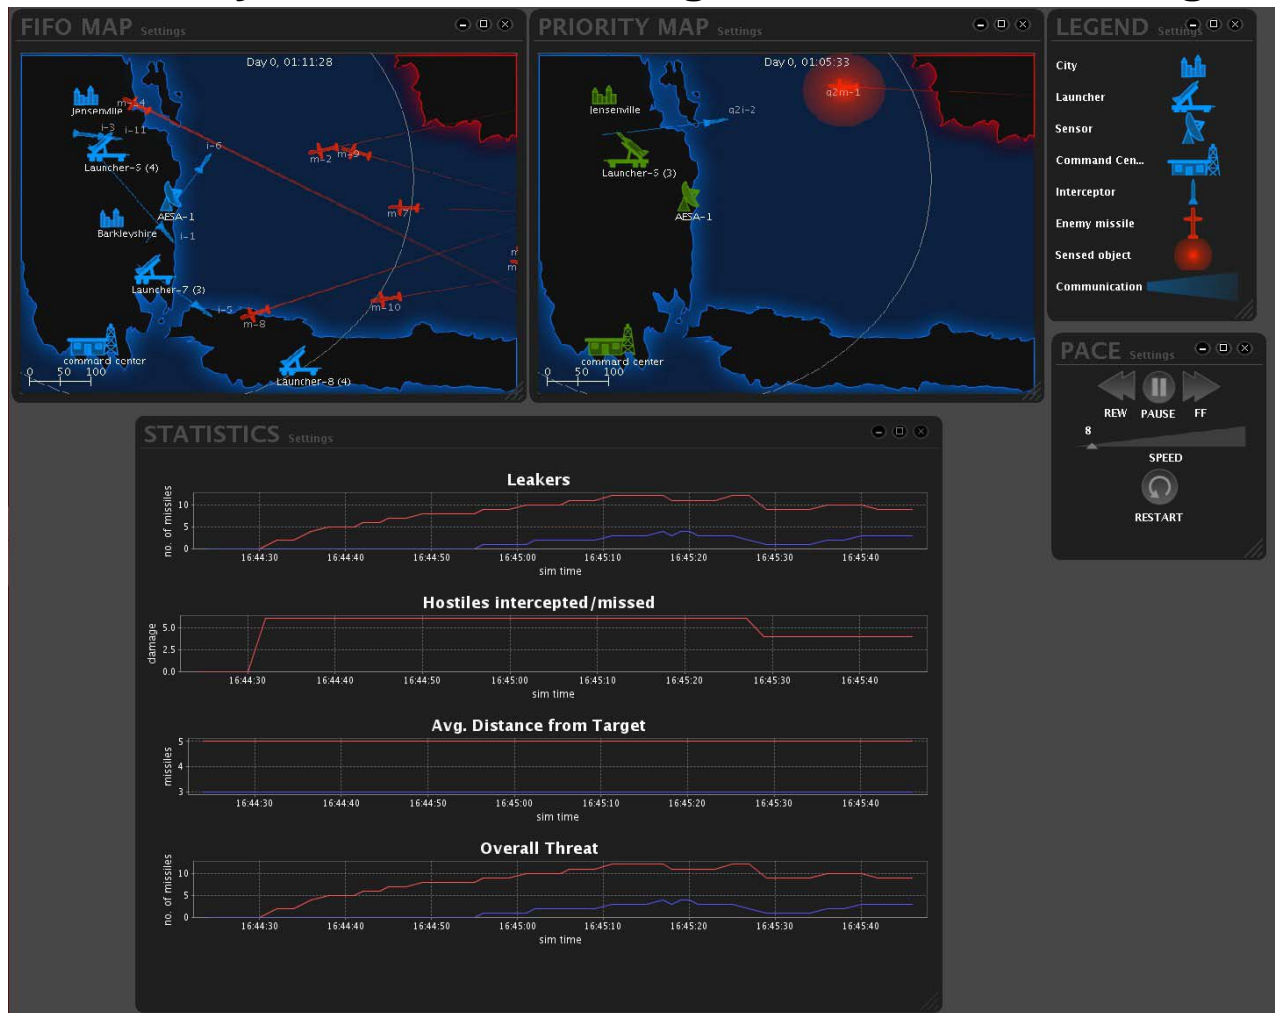 FIFO MAP Settings
Day 0, 01:11:28
Jensenville
i-3
i-11
i-6
Launcher-5 (4)
AESA-1
Barkleyshire
i-1
Launcher-7 (3)
i-5
m-8
m-2
m-9
m-7
m-10
command center
Launcher-8 (4)
0 50 100
PRIORITY MAP Settings
Day 0, 01:05:33
Jensenville
q2i-2
q2m-1
Launcher-5 (3)
AESA-1
command center
0 50 100
LEGEND Settings
City
Launcher
Sensor
Command Cen...
Interceptor
Enemy missile
Sensed object
Communication
PACE Settings
REW PAUSE FF
8
SPEED
RESTART
STATISTICS Settings
Leakers
no. of missiles
10
5
0
16:44:30 16:44:40 16:44:50 16:45:00 16:45:10 16:45:20 16:45:30 16:45:40
sim time
Hostiles intercepted/missed
damage
5.0
2.5
0.0
16:44:30 16:44:40 16:44:50 16:45:00 16:45:10 16:45:20 16:45:30 16:45:40
sim time
Avg. Distance from Target
missiles
5
4
3
16:44:30 16:44:40 16:44:50 16:45:00 16:45:10 16:45:20 16:45:30 16:45:40
sim time
Overall Threat
no. of missiles
10
5
0
16:44:30 16:44:40 16:44:50 16:45:00 16:45:10 16:45:20 16:45:30 16:45:40
sim time